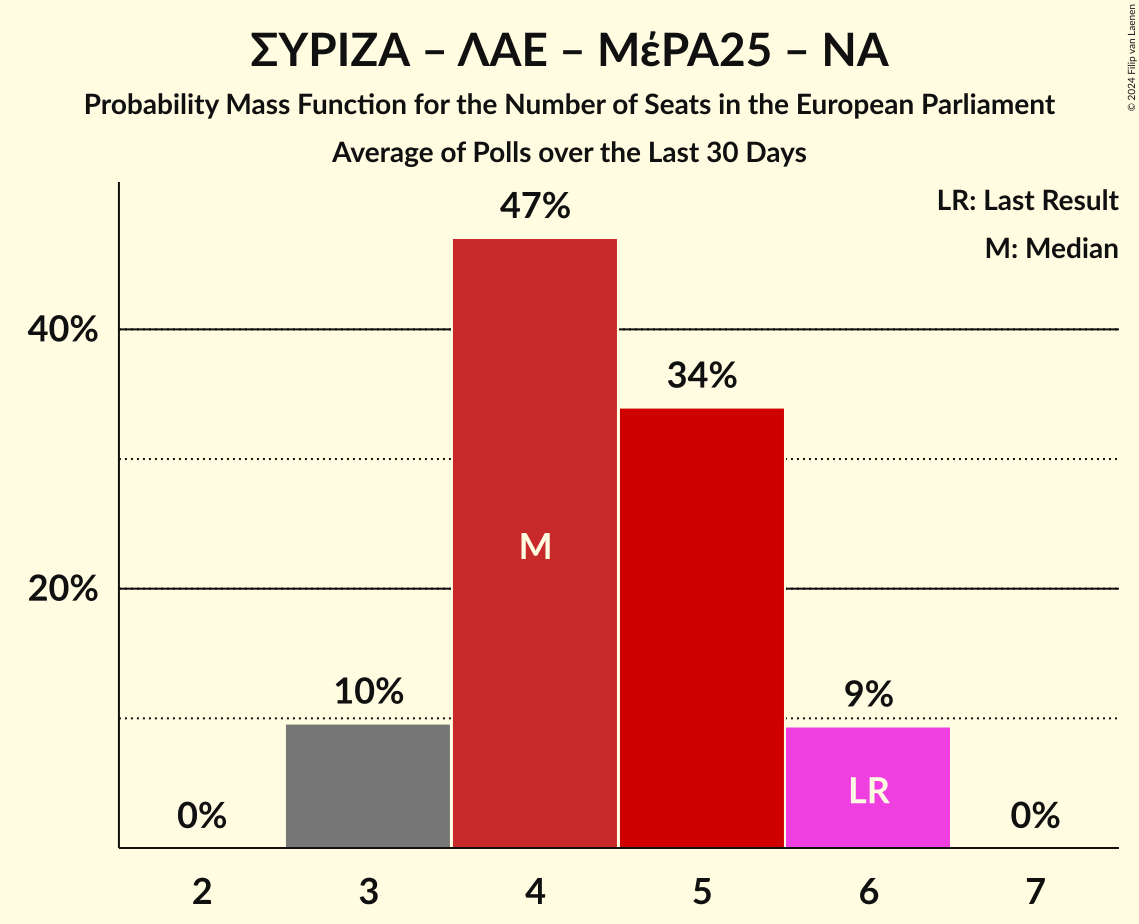 ΣΥΡΙΖΑ – ΛΑΕ – ΜέΡΑ25 – ΝΑ
Probability Mass Function for the Number of Seats in the European Parliament
Average of Polls over the Last 30 Days
© 2024 Filip van Laenen
LR: Last Result
M: Median
47%
40%
34%
M
20%
10%
9%
LR
0%
0%
2 3 4 5 6 7